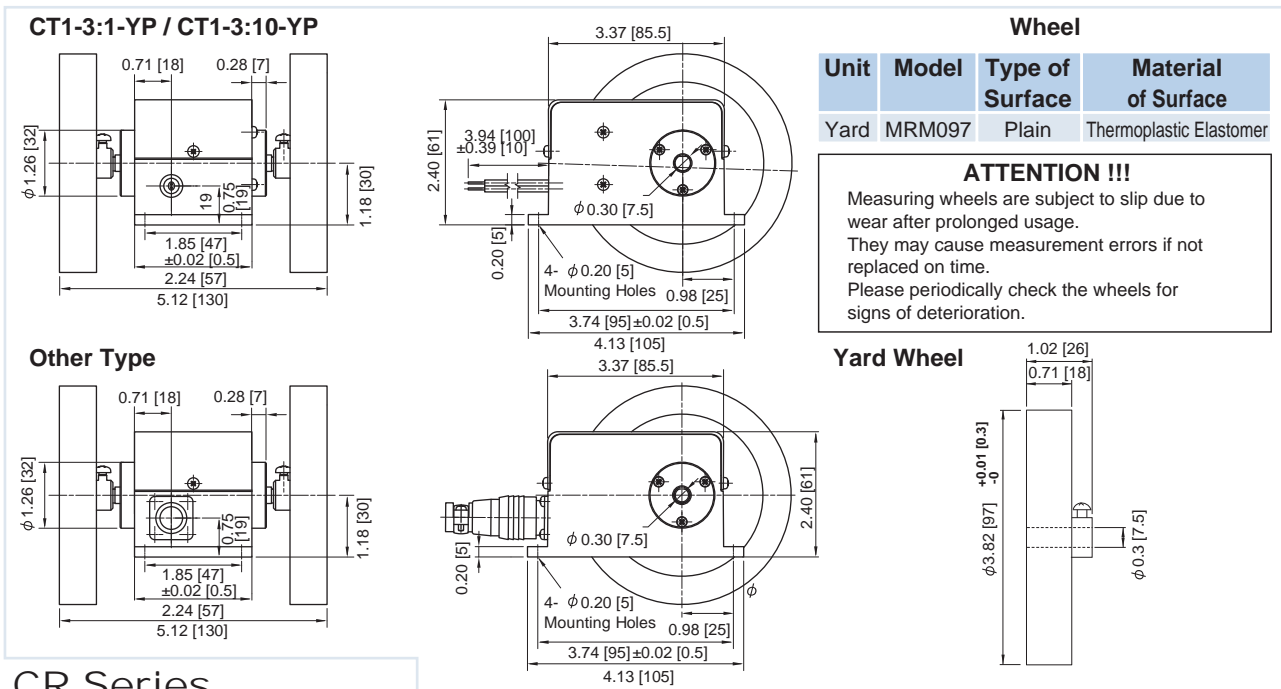 CT1-3:1-YP / CT1-3:10-YP
0.71 [18]
0.28 [7]
ϕ1.26 [32]
19
0.75
[19]
1.18 [30]
1.85 [47]
±0.02 [0.5]
2.24 [57]
5.12 [130]
3.37 [85.5]
2.40 [61]
3.94 [100]
±0.39 [10]
ϕ0.30 [7.5]
0.20 [5]
4- ϕ0.20 [5]
Mounting Holes
0.98 [25]
3.74 [95]±0.02 [0.5]
4.13 [105]
Wheel
Unit Model Type of Surface Material of Surface
Yard MRM097 Plain Thermoplastic Elastomer
ATTENTION !!!
Measuring wheels are subject to slip due to
wear after prolonged usage.
They may cause measurement errors if not
replaced on time.
Please periodically check the wheels for
signs of deterioration.
Other Type
0.71 [18]
0.28 [7]
ϕ1.26 [32]
0.75
[19]
1.18 [30]
1.85 [47]
±0.02 [0.5]
2.24 [57]
5.12 [130]
3.37 [85.5]
2.40 [61]
ϕ0.30 [7.5]
0.20 [5]
ϕ
4- ϕ0.20 [5]
Mounting Holes
0.98 [25]
3.74 [95]±0.02 [0.5]
4.13 [105]
Yard Wheel
1.02 [26]
0.71 [18]
+0.01 [0.3]
-0
ϕ3.82 [97]
ϕ0.3 [7.5]
CR Series